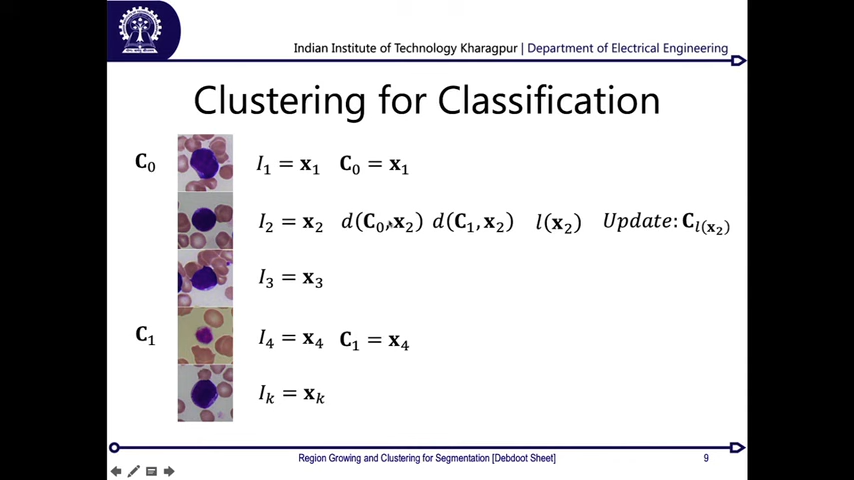 Indian Institute of Technology Kharagpur | Department of Electrical Engineering
Clustering for Classification
C₀ I₁ = x₁ C₀ = x₁
I₂ = x₂ d(C₀,x₂) d(C₁,x₂) l(x₂) Update: C_l(x₂)
I₃ = x₃
C₁ I₄ = x₄ C₁ = x₄
Iₖ = xₖ
Region Growing and Clustering for Segmentation [Debdoot Sheet] 9